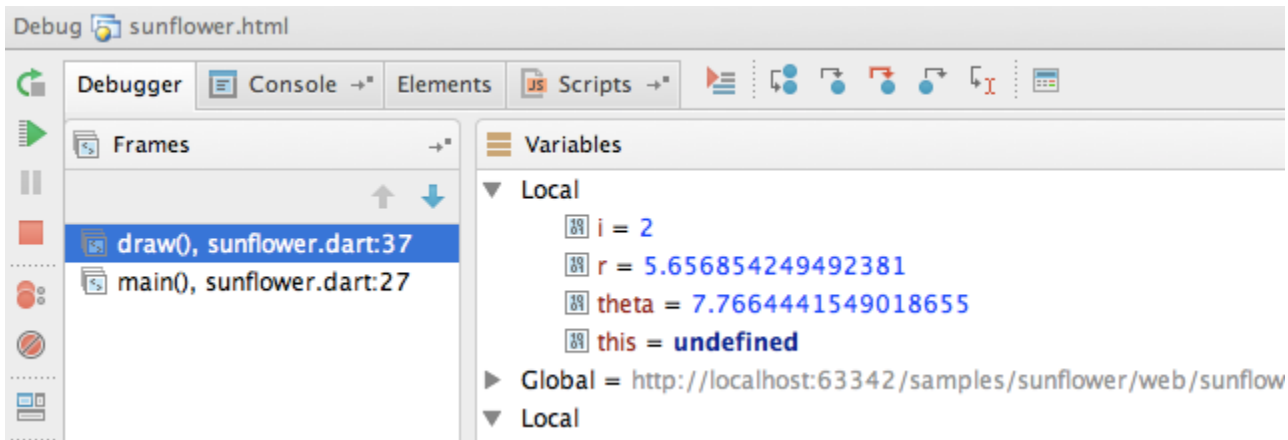 Debug sunflower.html
Debugger Console Elements JS Scripts
Frames
Variables
Local
i = 2
draw(), sunflower.dart:37
r = 5.656854249492381
main(), sunflower.dart:27
theta = 7.7664441549018655
this = undefined
Global = http://localhost:63342/samples/sunflower/web/sunflow
Local